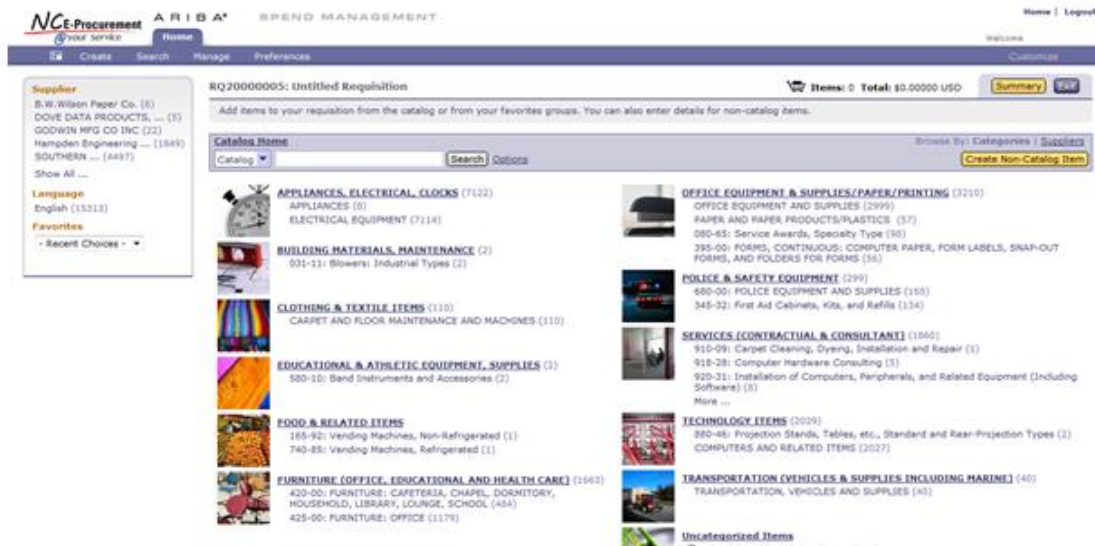 NC E-Procurement
@ your service
ARIBA
SPEND MANAGEMENT
Home | Logout
Home
Welcome
Create Search Manage Preferences
Customize
Supplier
B.W.Wilson Paper Co. (6)
DOVE DATA PRODUCTS, ... (5)
GODWIN MFG CO INC (22)
Hampden Engineering ... (1849)
SOUTHERN ... (4497)
Show All ...
Language
English (15313)
Favorites
- Recent Choices -
RQ20000005: Untitled Requisition
Items: 0 Total: $0.00000 USD
Summary Exit
Add items to your requisition from the catalog or from your favorites groups. You can also enter details for non-catalog items.
Catalog Home
Browse By: Categories | Suppliers
Catalog Search Options
Create Non-Catalog Item
APPLIANCES, ELECTRICAL, CLOCKS (7122)
APPLIANCES (8)
ELECTRICAL EQUIPMENT (7114)
BUILDING MATERIALS, MAINTENANCE (2)
031-11: Blowers: Industrial Types (2)
CLOTHING & TEXTILE ITEMS (110)
CARPET AND FLOOR MAINTENANCE AND MACHINES (110)
EDUCATIONAL & ATHLETIC EQUIPMENT, SUPPLIES (2)
580-10: Band Instruments and Accessories (2)
FOOD & RELATED ITEMS
165-92: Vending Machines, Non-Refrigerated (1)
740-85: Vending Machines, Refrigerated (1)
FURNITURE (OFFICE, EDUCATIONAL AND HEALTH CARE) (1663)
420-00: FURNITURE: CAFETERIA, CHAPEL, DORMITORY,
HOUSEHOLD, LIBRARY, LOUNGE, SCHOOL (484)
425-00: FURNITURE: OFFICE (1179)
OFFICE EQUIPMENT & SUPPLIES/PAPER/PRINTING (3210)
OFFICE EQUIPMENT AND SUPPLIES (2999)
PAPER AND PAPER PRODUCTS/PLASTICS (57)
080-65: Service Awards, Specialty Type (98)
395-00: FORMS, CONTINUOUS: COMPUTER PAPER, FORM LABELS, SNAP-OUT
FORMS, AND FOLDERS FOR FORMS (56)
POLICE & SAFETY EQUIPMENT (299)
680-00: POLICE EQUIPMENT AND SUPPLIES (165)
345-32: First Aid Cabinets, Kits, and Refills (134)
SERVICES (CONTRACTUAL & CONSULTANT) (1860)
910-09: Carpet Cleaning, Dyeing, Installation and Repair (1)
918-28: Computer Hardware Consulting (5)
920-31: Installation of Computers, Peripherals, and Related Equipment (Including
Software) (8)
More ...
TECHNOLOGY ITEMS (2029)
880-46: Projection Stands, Tables, etc., Standard and Rear-Projection Types (2)
COMPUTERS AND RELATED ITEMS (2027)
TRANSPORTATION (VEHICLES & SUPPLIES INCLUDING MARINE) (40)
TRANSPORTATION, VEHICLES AND SUPPLIES (40)
Uncategorized Items